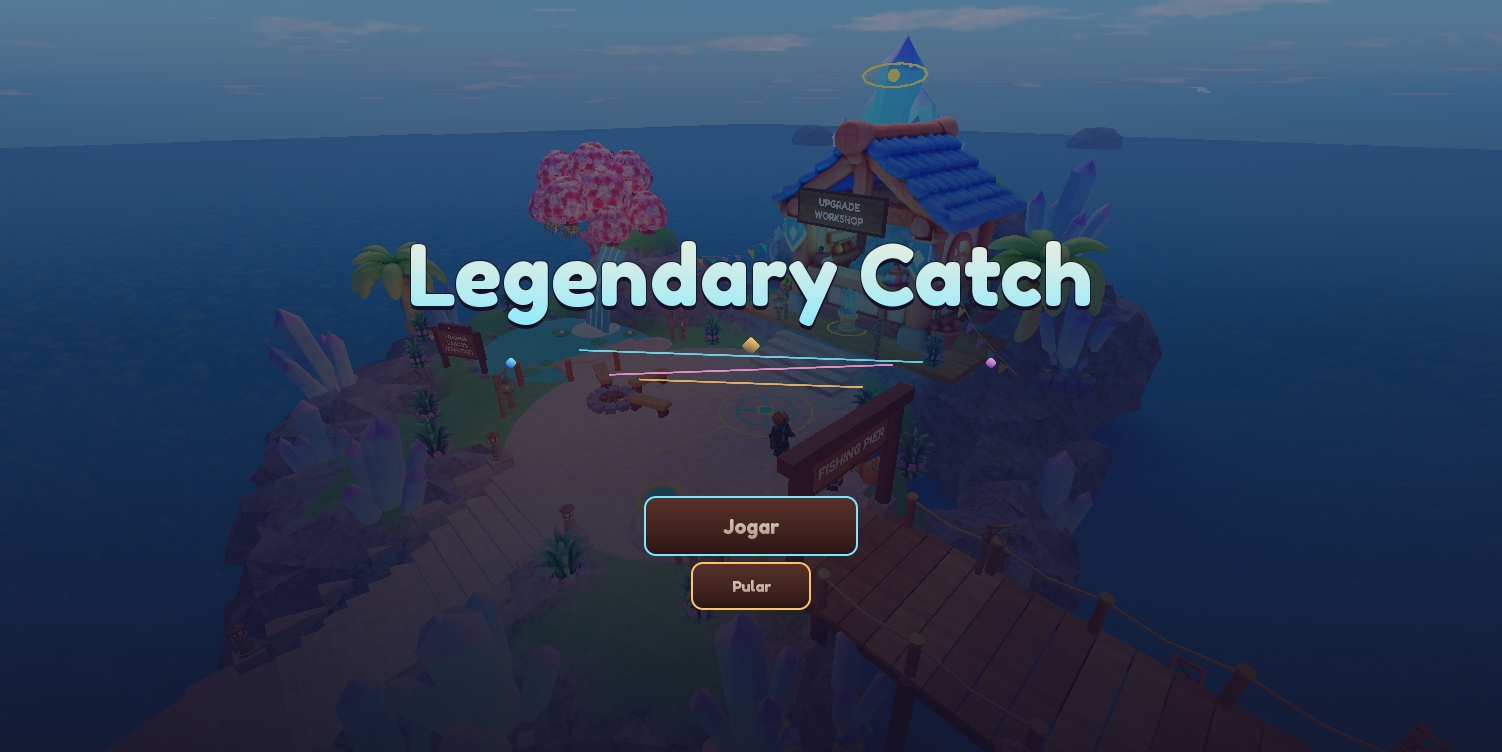 UPGRADE
WORKSHOP
Legendary Catch
FISHING PIER
Jogar
Pular